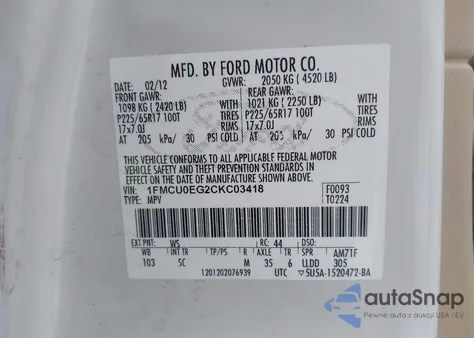 MFD. BY FORD MOTOR CO.
DATE: 02/12 GVWR: 2050 KG (4520 LB)
FRONT GAWR: REAR GAWR:
1098 KG (2420 LB) 1021 KG (2250 LB)
P225/65R17 100T TIRES P225/65R17 100T TIRES
17x7.0J RIMS 17x7.0J RIMS
AT 205 kPa/ 30 PSI COLD AT 205 kPa/ 30 PSI COLD
THIS VEHICLE CONFORMS TO ALL APPLICABLE FEDERAL MOTOR
VEHICLE SAFETY AND THEFT PREVENTION STANDARDS IN
EFFECT ON THE DATE OF MANUFACTURE SHOWN ABOVE.
VIN: 1FMCU0EG2CKC03418 F0093
TYPE: MPV T0224
EXT PNT: WS RC: 44 DSO:
WB INT TR TP/PS R AXLE TR SPR AM71F
103 5C M 35 6 LLDD 305
1201202076939 UTC 5U5A-1520472-BA
autoSnap
Pewne auto z USA i EU